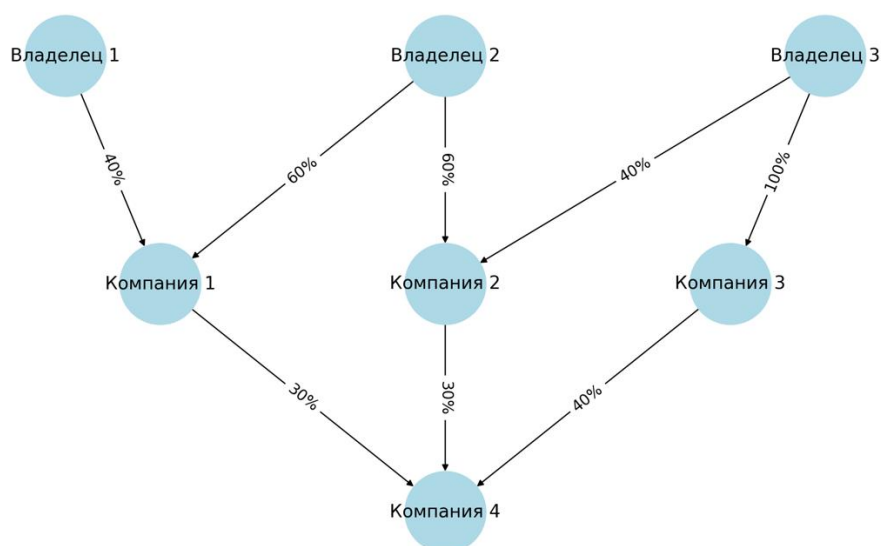 Владелец 1
Владелец 2
Владелец 3
40%
60%
60%
40%
100%
Компания 1
Компания 2
Компания 3
30%
30%
40%
Компания 4